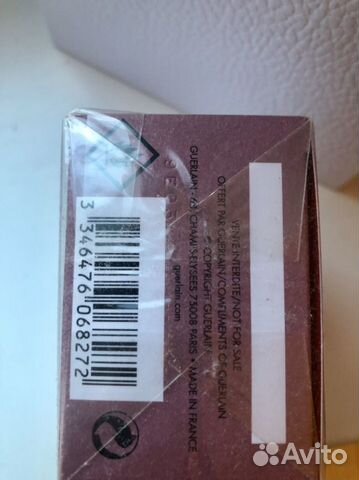 VENTE INTERDITE/NOT FOR SALE
OFFERT PAR GUERLAIN/COMPLIMENTS OF GUERLAIN
© COPYRIGHT GUERLAIN
GUERLAIN - 68, CHAMPS-ELYSEES 75008 PARIS • MADE IN FRANCE
guerlain.com
3 346476 068272
Avito